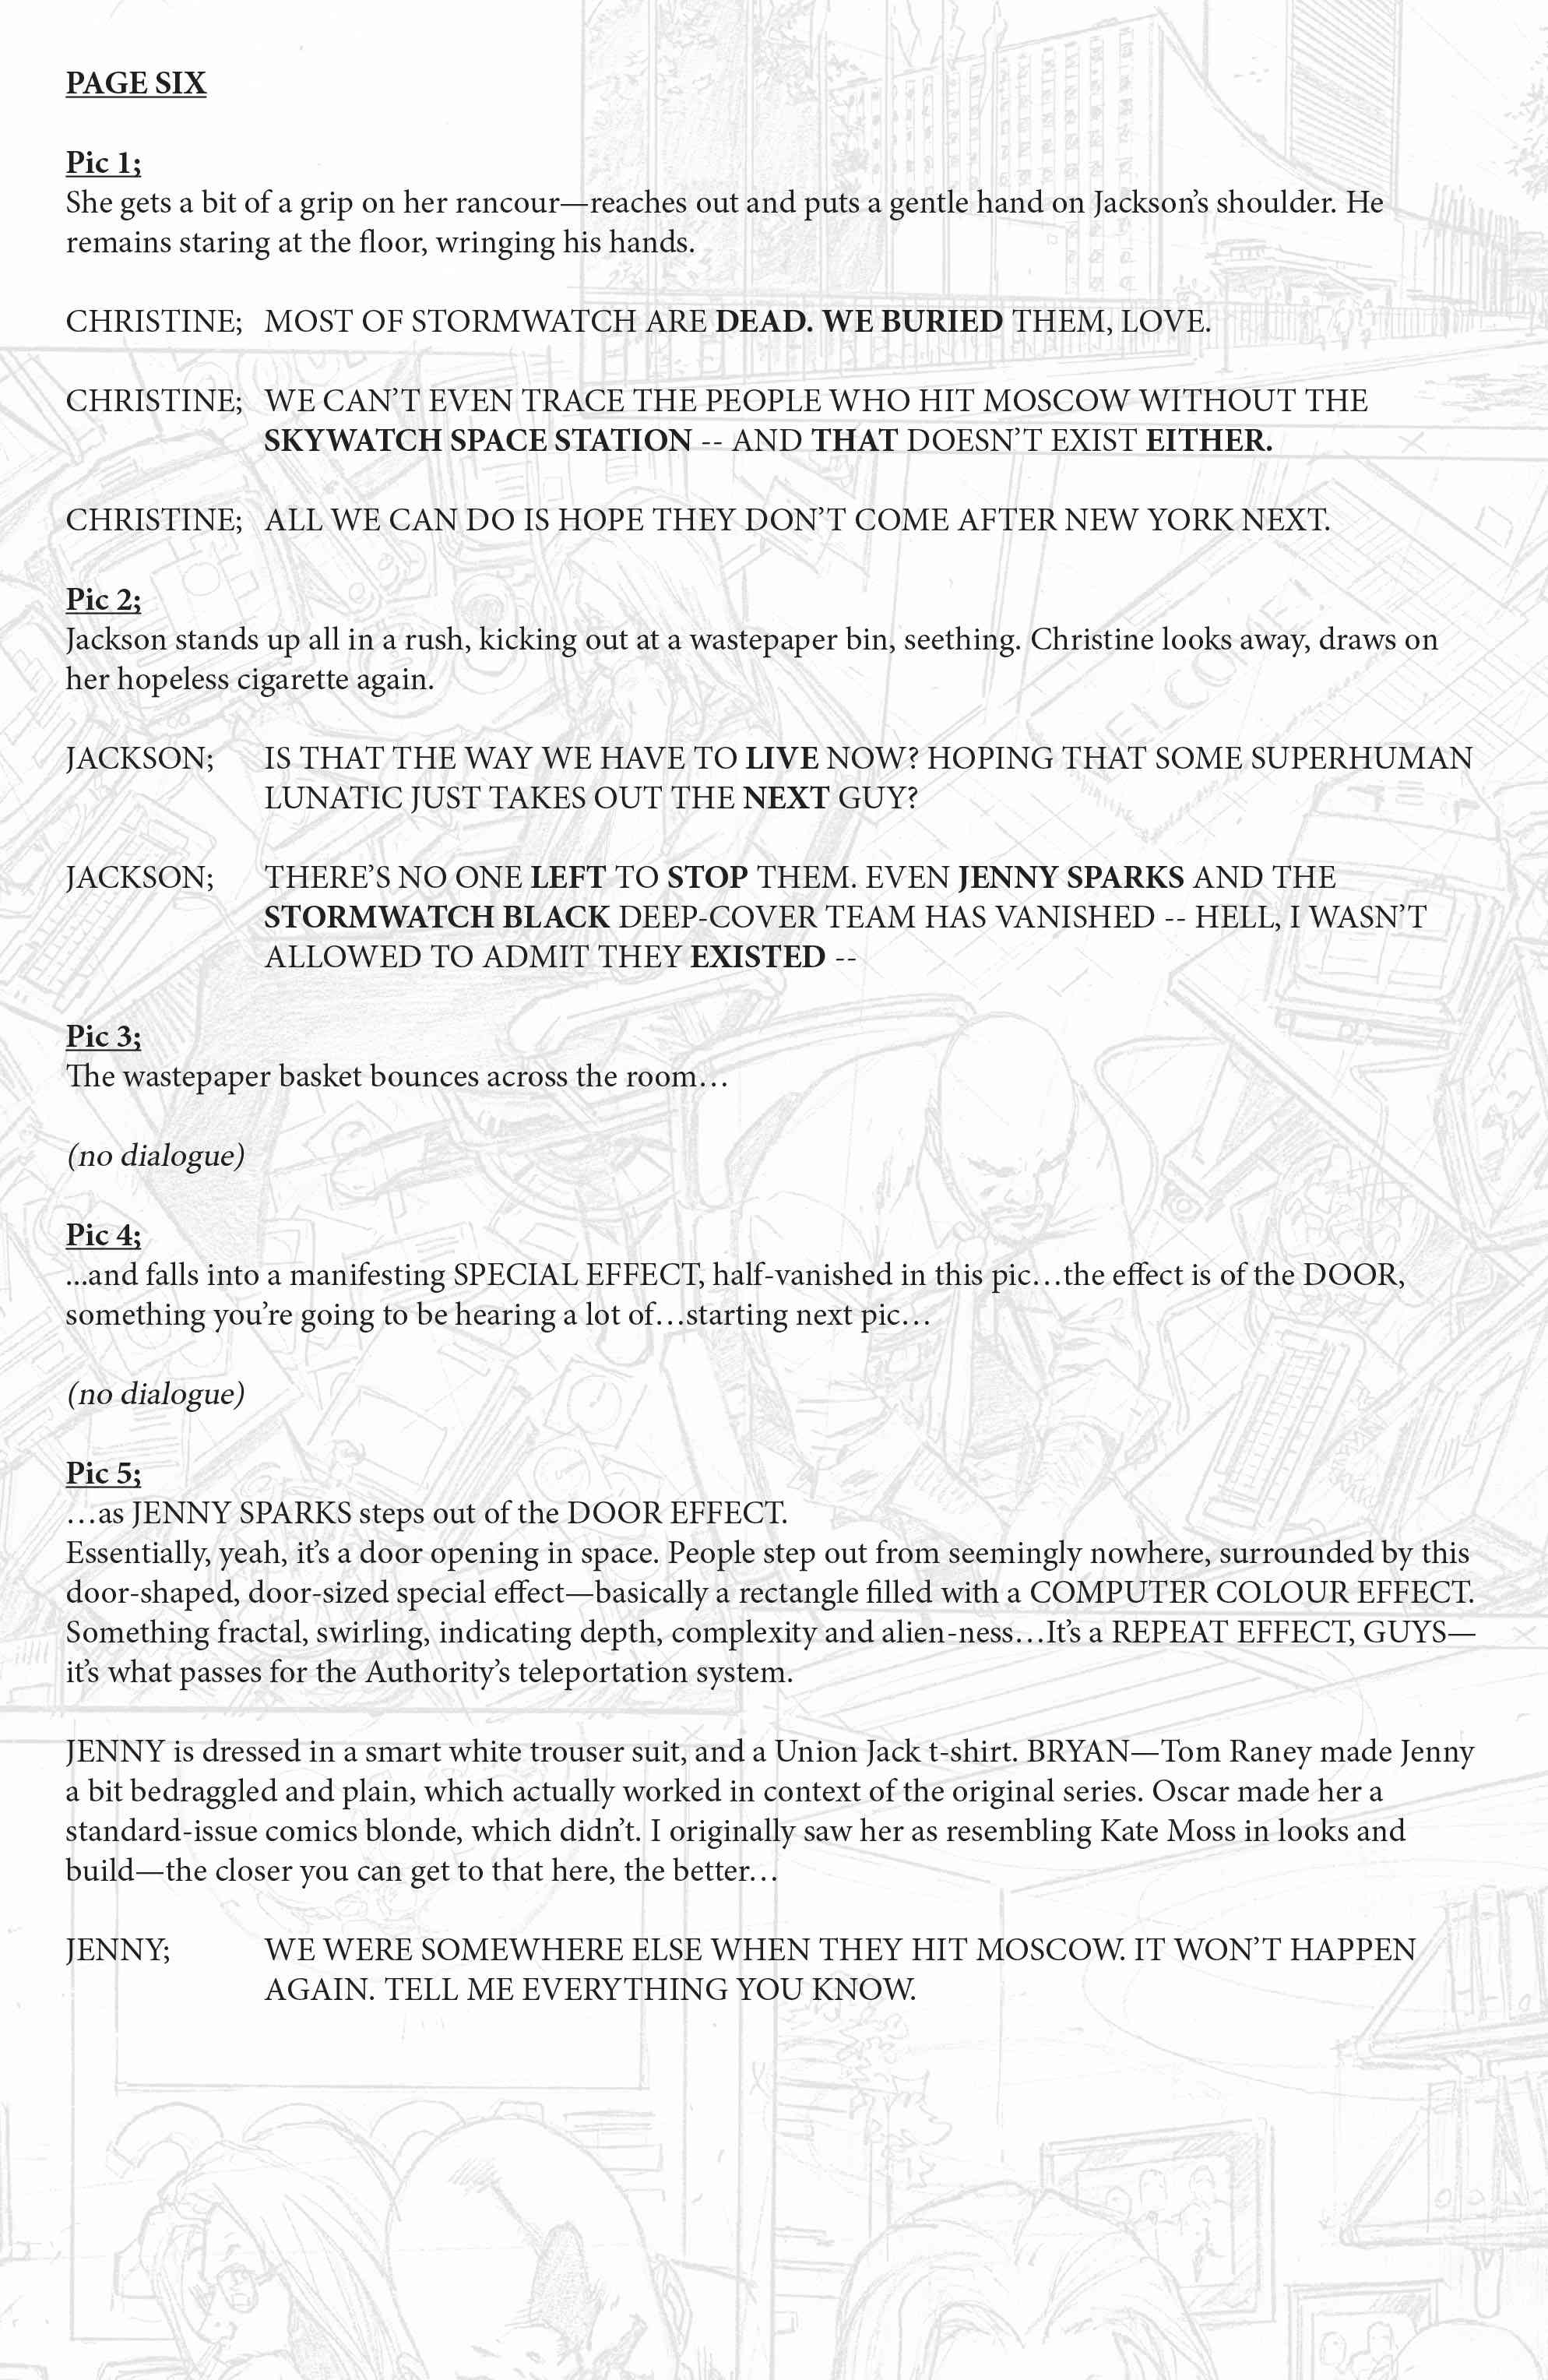 PAGE SIX
Pic 1;
She gets a bit of a grip on her rancour—reaches out and puts a gentle hand on Jackson’s shoulder. He
remains staring at the floor, wringing his hands.
CHRISTINE; MOST OF STORMWATCH ARE DEAD. WE BURIED THEM, LOVE.
CHRISTINE; WE CAN’T EVEN TRACE THE PEOPLE WHO HIT MOSCOW WITHOUT THE
SKYWATCH SPACE STATION -- AND THAT DOESN’T EXIST EITHER.
CHRISTINE; ALL WE CAN DO IS HOPE THEY DON’T COME AFTER NEW YORK NEXT.
Pic 2;
Jackson stands up all in a rush, kicking out at a wastepaper bin, seething. Christine looks away, draws on
her hopeless cigarette again.
JACKSON; IS THAT THE WAY WE HAVE TO LIVE NOW? HOPING THAT SOME SUPERHUMAN
LUNATIC JUST TAKES OUT THE NEXT GUY?
JACKSON; THERE’S NO ONE LEFT TO STOP THEM. EVEN JENNY SPARKS AND THE
STORMWATCH BLACK DEEP-COVER TEAM HAS VANISHED -- HELL, I WASN’T
ALLOWED TO ADMIT THEY EXISTED --
Pic 3;
The wastepaper basket bounces across the room…
(no dialogue)
Pic 4;
...and falls into a manifesting SPECIAL EFFECT, half-vanished in this pic…the effect is of the DOOR,
something you’re going to be hearing a lot of…starting next pic…
(no dialogue)
Pic 5;
…as JENNY SPARKS steps out of the DOOR EFFECT.
Essentially, yeah, it’s a door opening in space. People step out from seemingly nowhere, surrounded by this
door-shaped, door-sized special effect—basically a rectangle filled with a COMPUTER COLOUR EFFECT.
Something fractal, swirling, indicating depth, complexity and alien-ness…It’s a REPEAT EFFECT, GUYS—
it’s what passes for the Authority’s teleportation system.
JENNY is dressed in a smart white trouser suit, and a Union Jack t-shirt. BRYAN—Tom Raney made Jenny
a bit bedraggled and plain, which actually worked in context of the original series. Oscar made her a
standard-issue comics blonde, which didn’t. I originally saw her as resembling Kate Moss in looks and
build—the closer you can get to that here, the better…
JENNY; WE WERE SOMEWHERE ELSE WHEN THEY HIT MOSCOW. IT WON’T HAPPEN
AGAIN. TELL ME EVERYTHING YOU KNOW.
WELCOME!